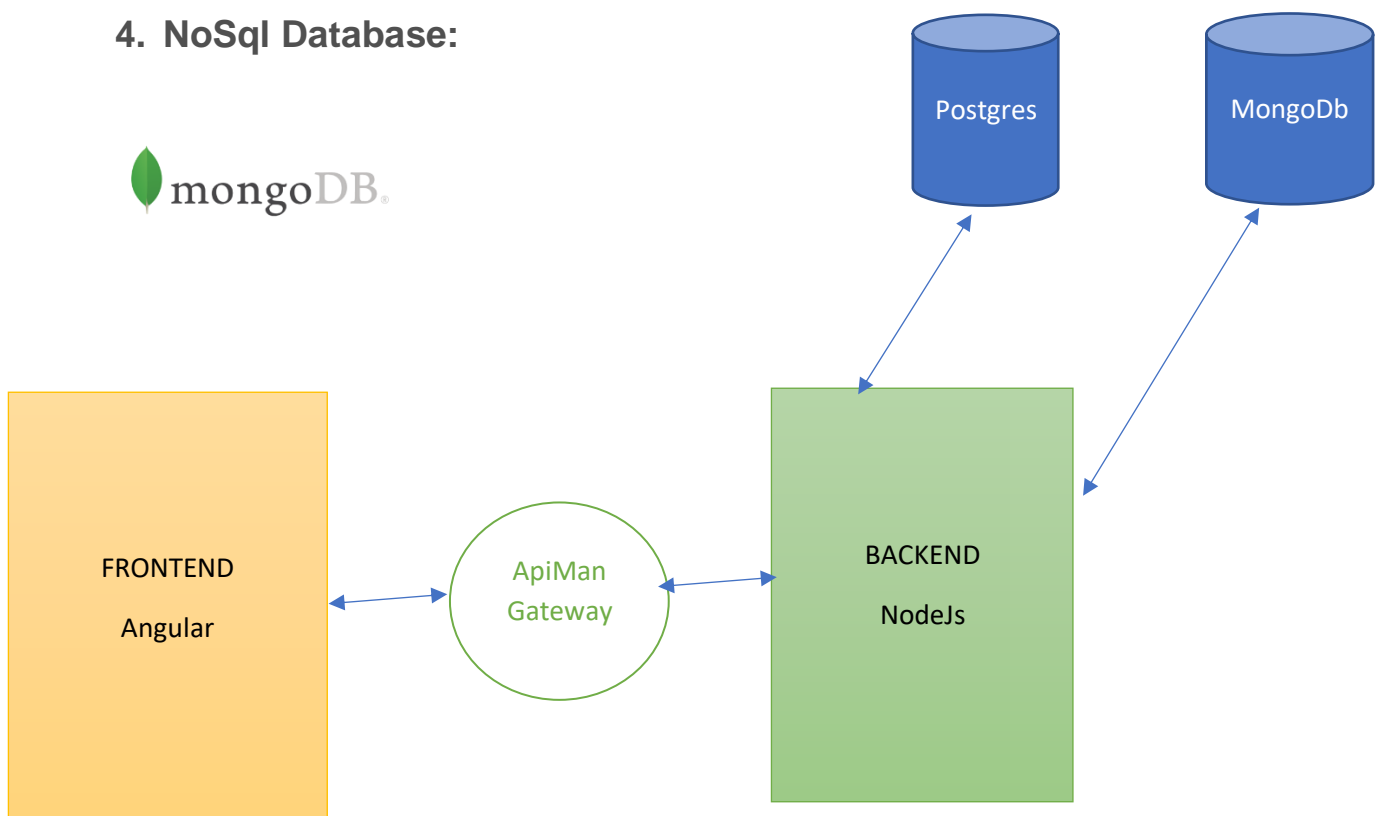 4. NoSql Database:
mongoDB®
Postgres
MongoDb
FRONTEND
Angular
ApiMan
Gateway
BACKEND
NodeJs